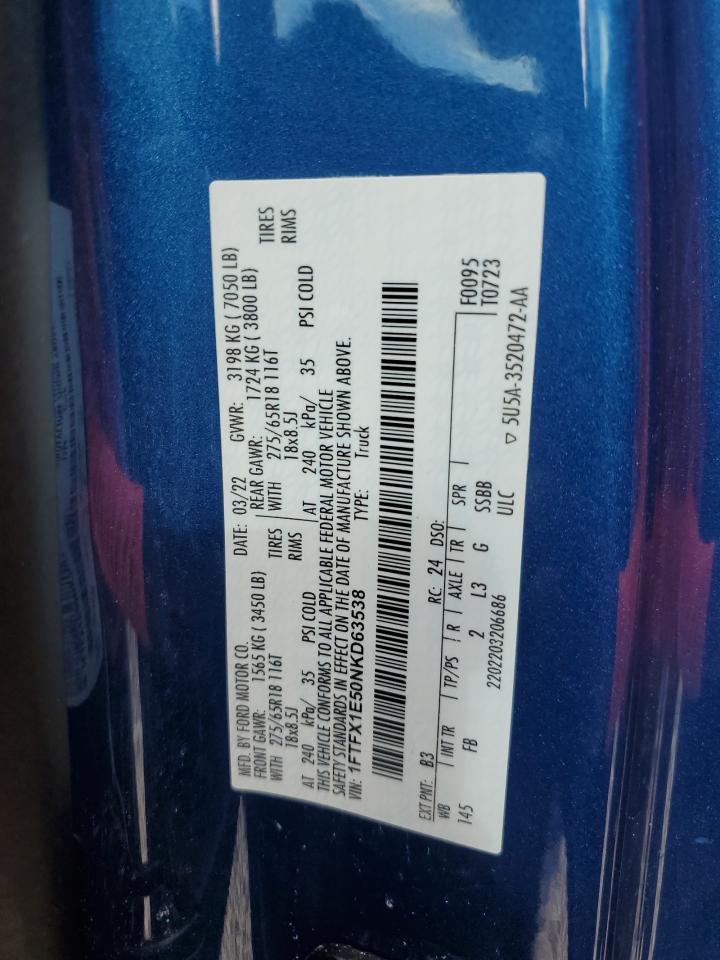 MFD. BY FORD MOTOR CO. DATE: 03/22 GVWR: 3198 KG ( 7050 LB)
FRONT GAWR: 1565 KG ( 3450 LB) REAR GAWR: 1724 KG ( 3800 LB)
WITH 275/65R18 116T TIRES WITH 275/65R18 116T TIRES
18x8.5J RIMS 18x8.5J RIMS
AT 240 kPa/ 35 PSI COLD AT 240 kPa/ 35 PSI COLD
THIS VEHICLE CONFORMS TO ALL APPLICABLE FEDERAL MOTOR VEHICLE
SAFETY STANDARDS IN EFFECT ON THE DATE OF MANUFACTURE SHOWN ABOVE.
VIN: 1FTFX1E50NKD63538 TYPE: Truck
EXT PNT: B3 RC: 24 DSO:
WB INT TR TP/PS R AXLE TR SPR F0095
145 FB 2 L3 G SSBB T0723
2202203206686 ULC
▽ 5U5A-3520472-AA